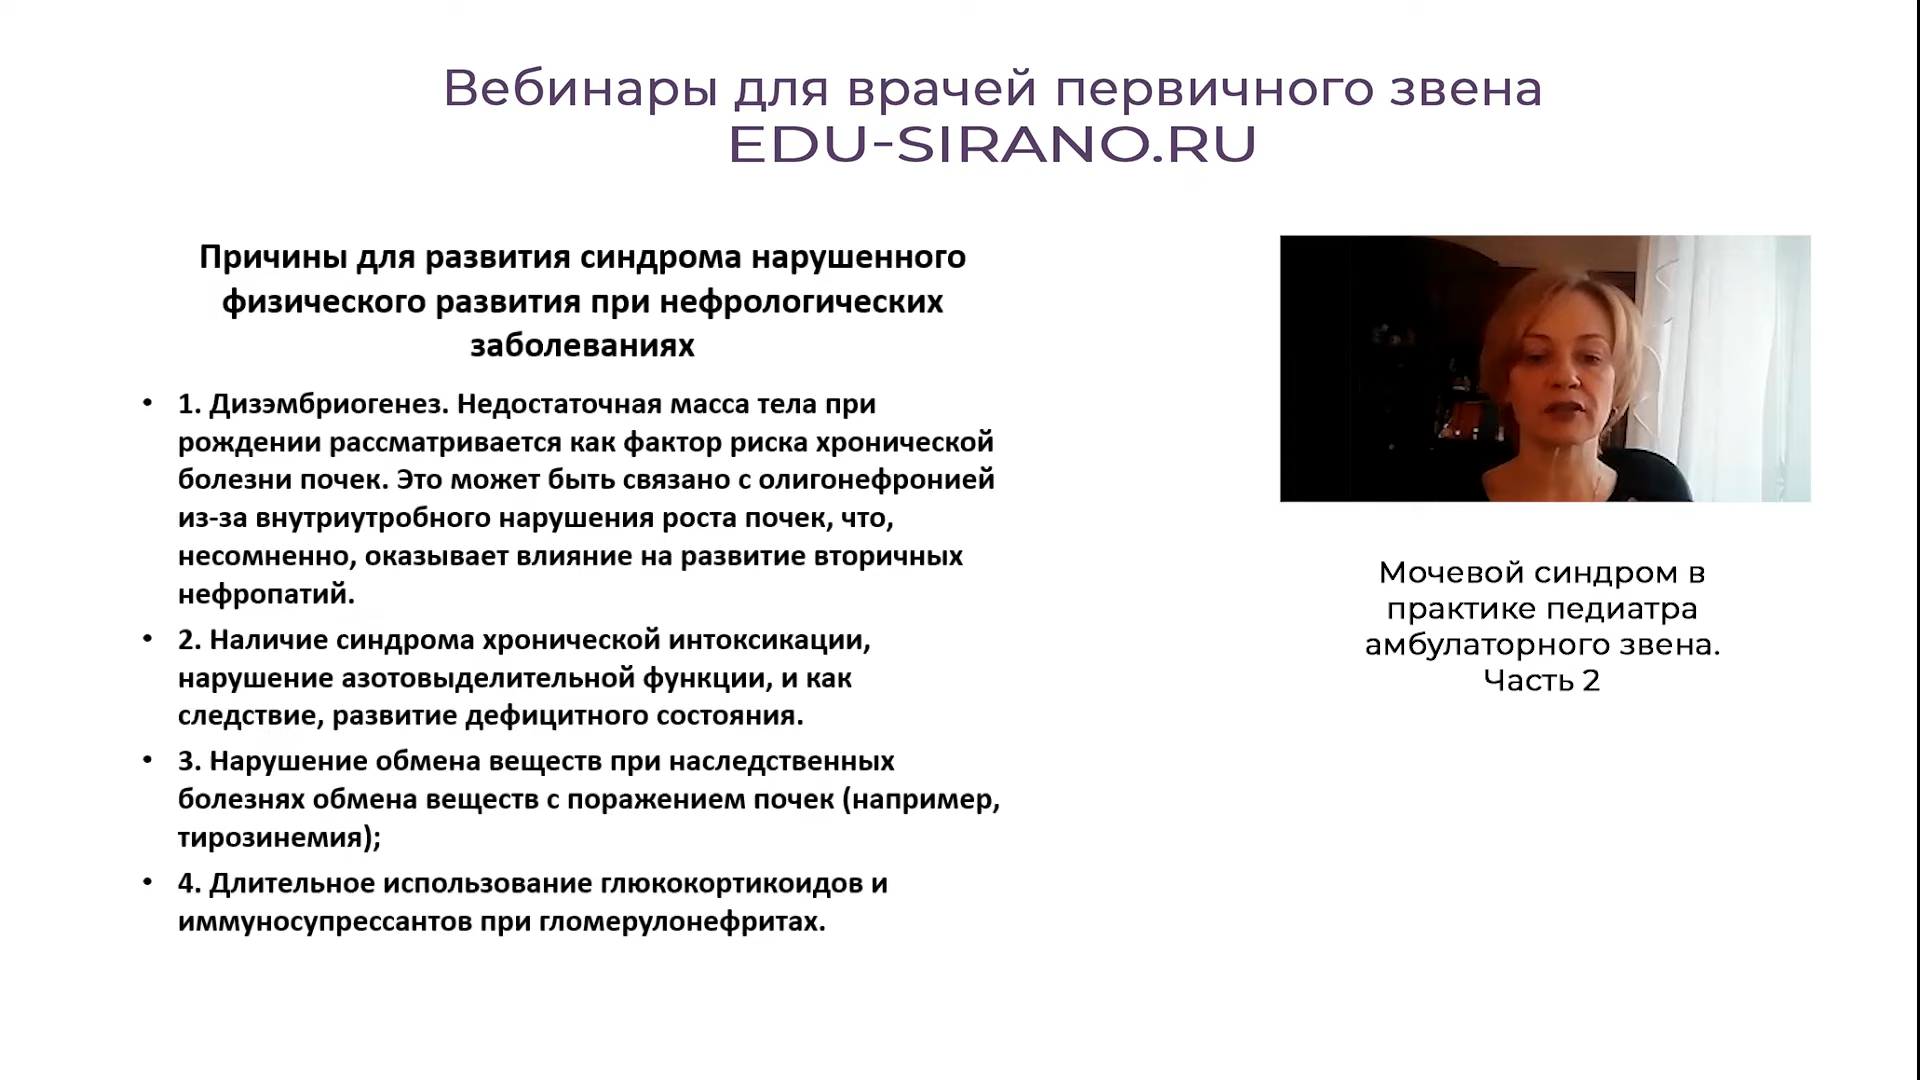 Вебинары для врачей первичного звена
EDU-SIRANO.RU
Причины для развития синдрома нарушенного
физического развития при нефрологических
заболеваниях
• 1. Дизэмбриогенез. Недостаточная масса тела при
рождении рассматривается как фактор риска хронической
болезни почек. Это может быть связано с олигонефронией
из-за внутриутробного нарушения роста почек, что,
несомненно, оказывает влияние на развитие вторичных
нефропатий.
• 2. Наличие синдрома хронической интоксикации,
нарушение азотовыделительной функции, и как
следствие, развитие дефицитного состояния.
• 3. Нарушение обмена веществ при наследственных
болезнях обмена веществ с поражением почек (например,
тирозинемия);
• 4. Длительное использование глюкокортикоидов и
иммуносупрессантов при гломерулонефритах.
Мочевой синдром в
практике педиатра
амбулаторного звена.
Часть 2